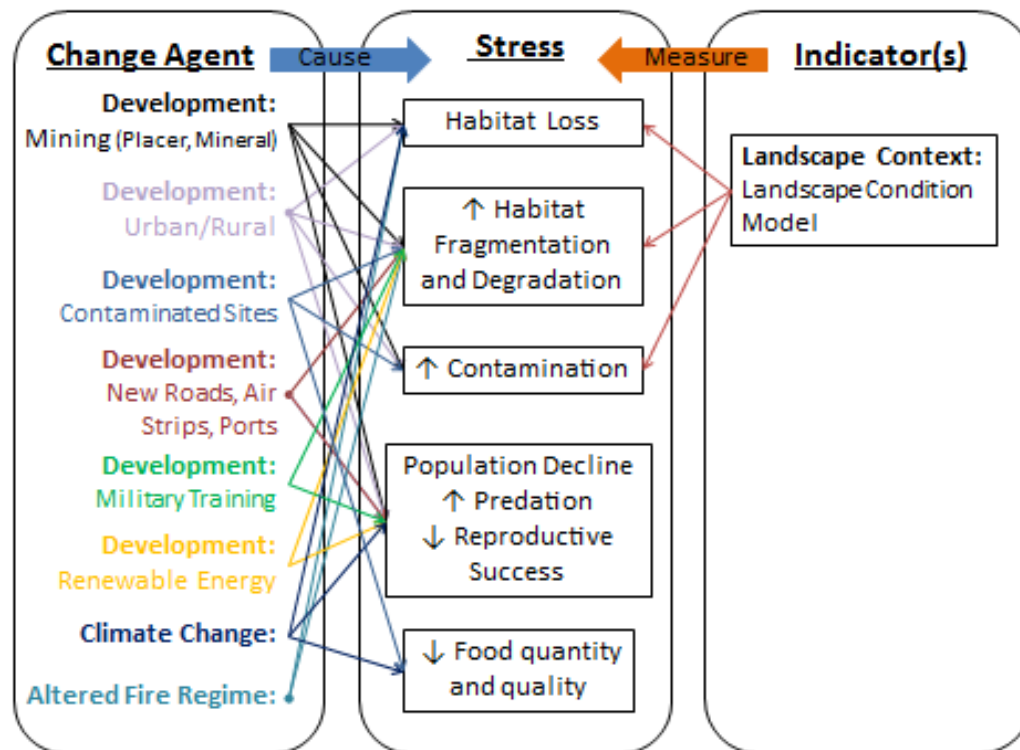 Change Agent
Cause
Stress
Measure
Indicator(s)
Development:
Mining (Placer, Mineral)
Development:
Urban/Rural
Development:
Contaminated Sites
Development:
New Roads, Air
Strips, Ports
Development:
Military Training
Development:
Renewable Energy
Climate Change:
Altered Fire Regime:
Habitat Loss
↑ Habitat
Fragmentation
and Degradation
↑ Contamination
Population Decline
↑ Predation
↓ Reproductive
Success
↓ Food quantity
and quality
Landscape Context:
Landscape Condition
Model